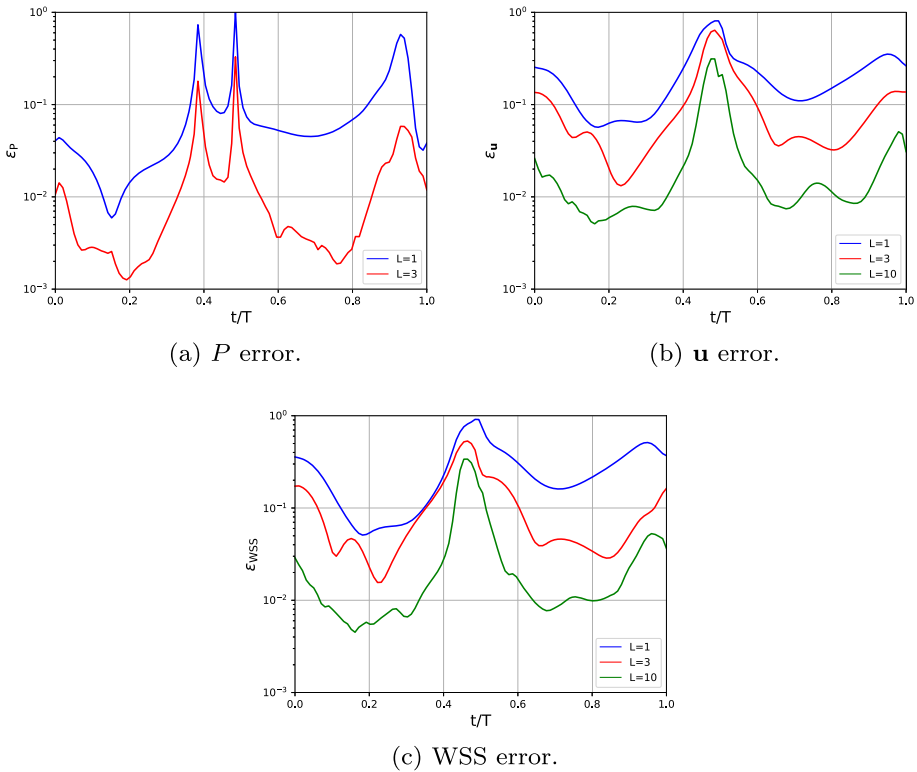 10⁰
10⁻¹
10⁻²
10⁻³
εP
0.0 0.2 0.4 0.6 0.8 1.0
t/T
L=1
L=3
(a) P error.
10⁰
10⁻¹
10⁻²
10⁻³
εu
0.0 0.2 0.4 0.6 0.8 1.0
t/T
L=1
L=3
L=10
(b) u error.
10⁰
10⁻¹
10⁻²
10⁻³
εWSS
0.0 0.2 0.4 0.6 0.8 1.0
t/T
L=1
L=3
L=10
(c) WSS error.